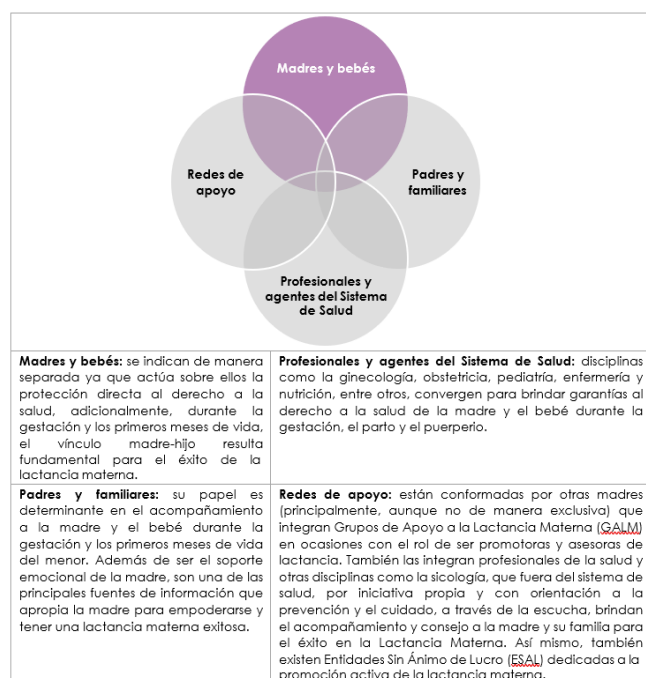 Madres y bebés
Redes de
apoyo
Padres y
familiares
Profesionales y
agentes del Sistema
de Salud
Madres y bebés: se indican de manera
separada ya que actúa sobre ellos la
protección directa al derecho a la
salud, adicionalmente, durante la
gestación y los primeros meses de vida,
el vínculo madre-hijo resulta
fundamental para el éxito de la
lactancia materna.
Profesionales y agentes del Sistema de Salud: disciplinas
como la ginecología, obstetricia, pediatría, enfermería y
nutrición, entre otros, convergen para brindar garantías al
derecho a la salud de la madre y el bebé durante la
gestación, el parto y el puerperio.
Padres y familiares: su papel es
determinante en el acompañamiento
a la madre y el bebé durante la
gestación y los primeros meses de vida
del menor. Además de ser el soporte
emocional de la madre, son una de las
principales fuentes de información que
apropia la madre para empoderarse y
tener una lactancia materna exitosa.
Redes de apoyo: están conformadas por otras madres
(principalmente, aunque no de manera exclusiva) que
integran Grupos de Apoyo a la Lactancia Materna (GALM)
en ocasiones con el rol de ser promotoras y asesoras de
lactancia. También las integran profesionales de la salud y
otras disciplinas como la sicología, que fuera del sistema de
salud, por iniciativa propia y con orientación a la
prevención y el cuidado, a través de la escucha, brindan
el acompañamiento y consejo a la madre y su familia para
el éxito en la Lactancia Materna. Así mismo, también
existen Entidades Sin Ánimo de Lucro (ESAL) dedicadas a la
promoción activa de la lactancia materna.